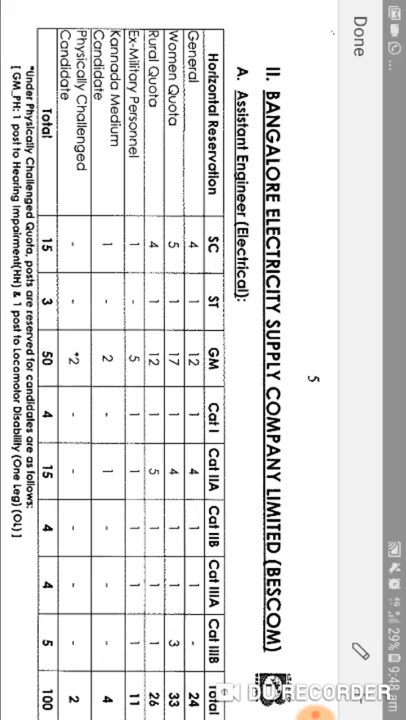 29% 9:48 am
Done
5
II. BANGALORE ELECTRICITY SUPPLY COMPANY LIMITED (BESCOM)
A. Assistant Engineer (Electrical):
Horizontal Reservation SC ST GM Cat I Cat IIA Cat IIB Cat IIIA Cat IIIB Total
General 4 1 12 1 4 1 1 - 24
Women Quota 5 1 17 1 4 1 1 3 33
Rural Quota 4 1 12 1 5 1 1 1 26
Ex-Military Personnel 1 - 5 1 1 1 1 1 11
Kannada Medium
Candidate 1 - 2 - 1 - - - 4
Physically Challenged
Candidate - - *2 - - - - - 2
Total 15 3 50 4 15 4 4 5 100
*Under Physically Challenged Quota, posts are reserved for candidates are as follows:
[ GM_PH: 1 post to Hearing Impairment(HH) & 1 post to Locomotor Disability (One Leg) (OL) ]
DU RECORDER